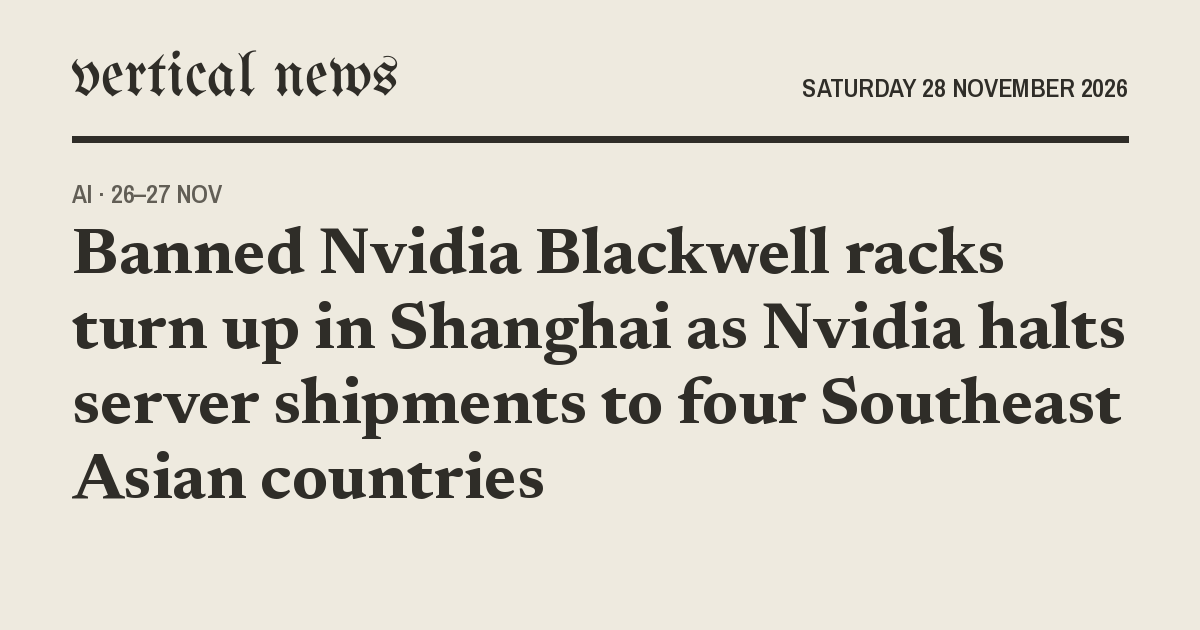 vertical news
SATURDAY 28 NOVEMBER 2026
AI · 26–27 NOV
Banned Nvidia Blackwell racks
turn up in Shanghai as Nvidia halts
server shipments to four Southeast
Asian countries